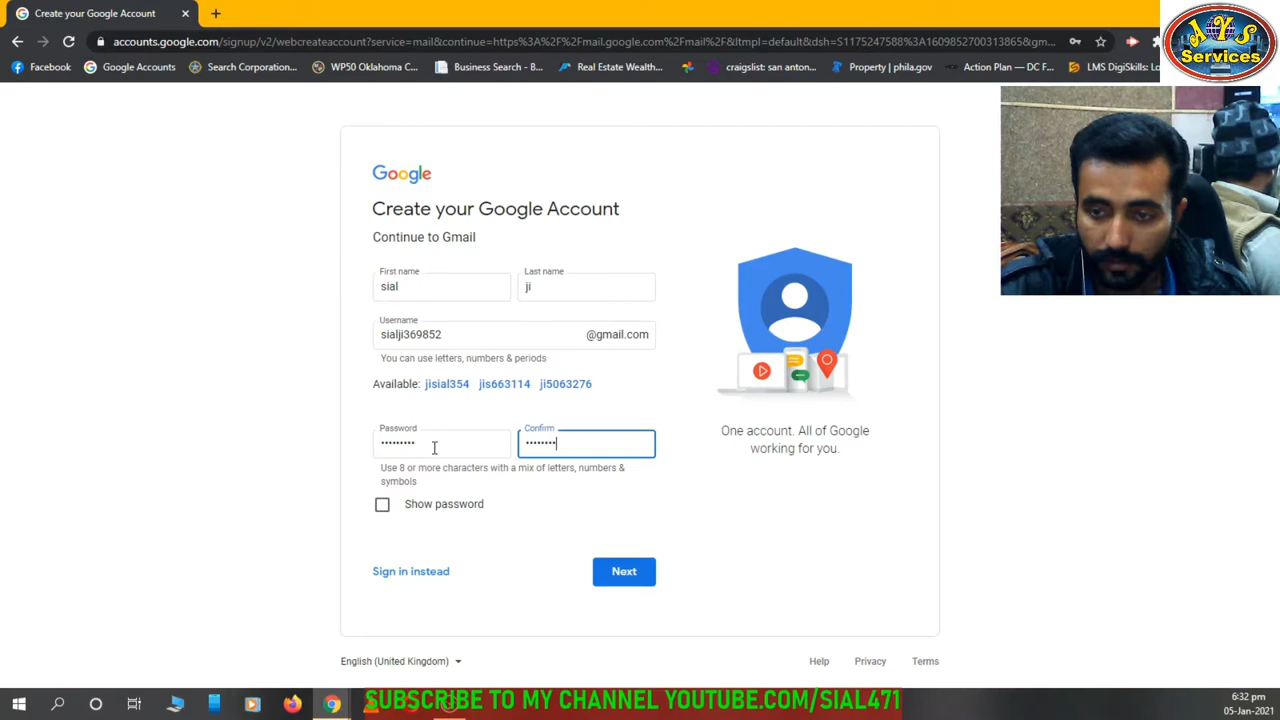 Create your Google Account
accounts.google.com/signup/v2/webcreateaccount?service=mail&continue=https%3A%2F%2Fmail.google.com%2Fmail%2F&ltmpl=default&dsh=S1175247588%3A1609852700313865&gm...
Facebook
Google Accounts
Search Corporation...
WP50 Oklahoma C...
Business Search - B...
Real Estate Wealth...
craigslist: san anton...
Property | phila.gov
Action Plan — DC F...
LMS DigiSkills: Lo
AYS
Services
Google
Create your Google Account
Continue to Gmail
First name
Last name
sial
ji
Username
sialji369852
@gmail.com
You can use letters, numbers & periods
Available: jisial354 jis663114 ji5063276
Password
Confirm
•••••••••
••••••••
Use 8 or more characters with a mix of letters, numbers &
symbols
Show password
Sign in instead
Next
One account. All of Google
working for you.
English (United Kingdom)
Help
Privacy
Terms
SUBSCRIBE TO MY CHANNEL YOUTUBE.COM/SIAL471
6:32 pm
05-Jan-2021